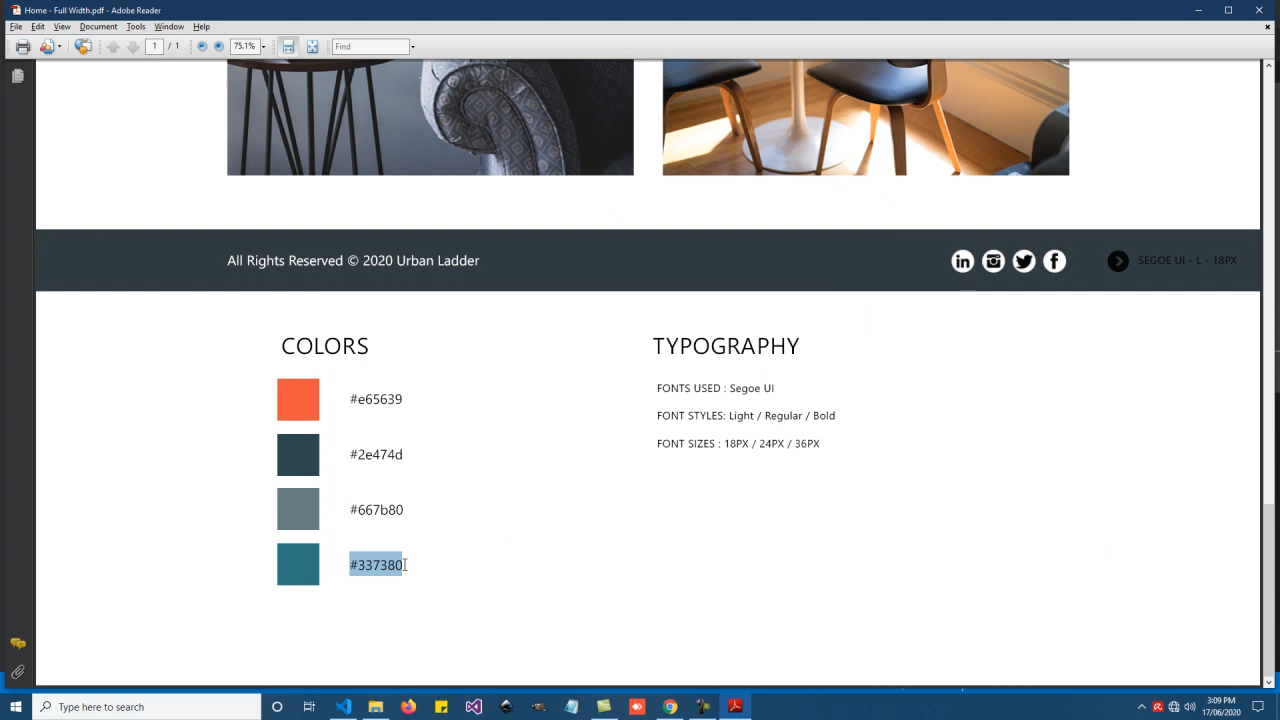 Home - Full Width.pdf - Adobe Reader
File Edit View Document Tools Window Help
1 / 1 75.1% Find
All Rights Reserved © 2020 Urban Ladder
in
SEGOE UI - L - 18PX
COLORS
#e65639
#2e474d
#667b80
#337380
TYPOGRAPHY
FONTS USED : Segoe UI
FONT STYLES: Light / Regular / Bold
FONT SIZES : 18PX / 24PX / 36PX
Type here to search
3:09 PM
17/06/2020